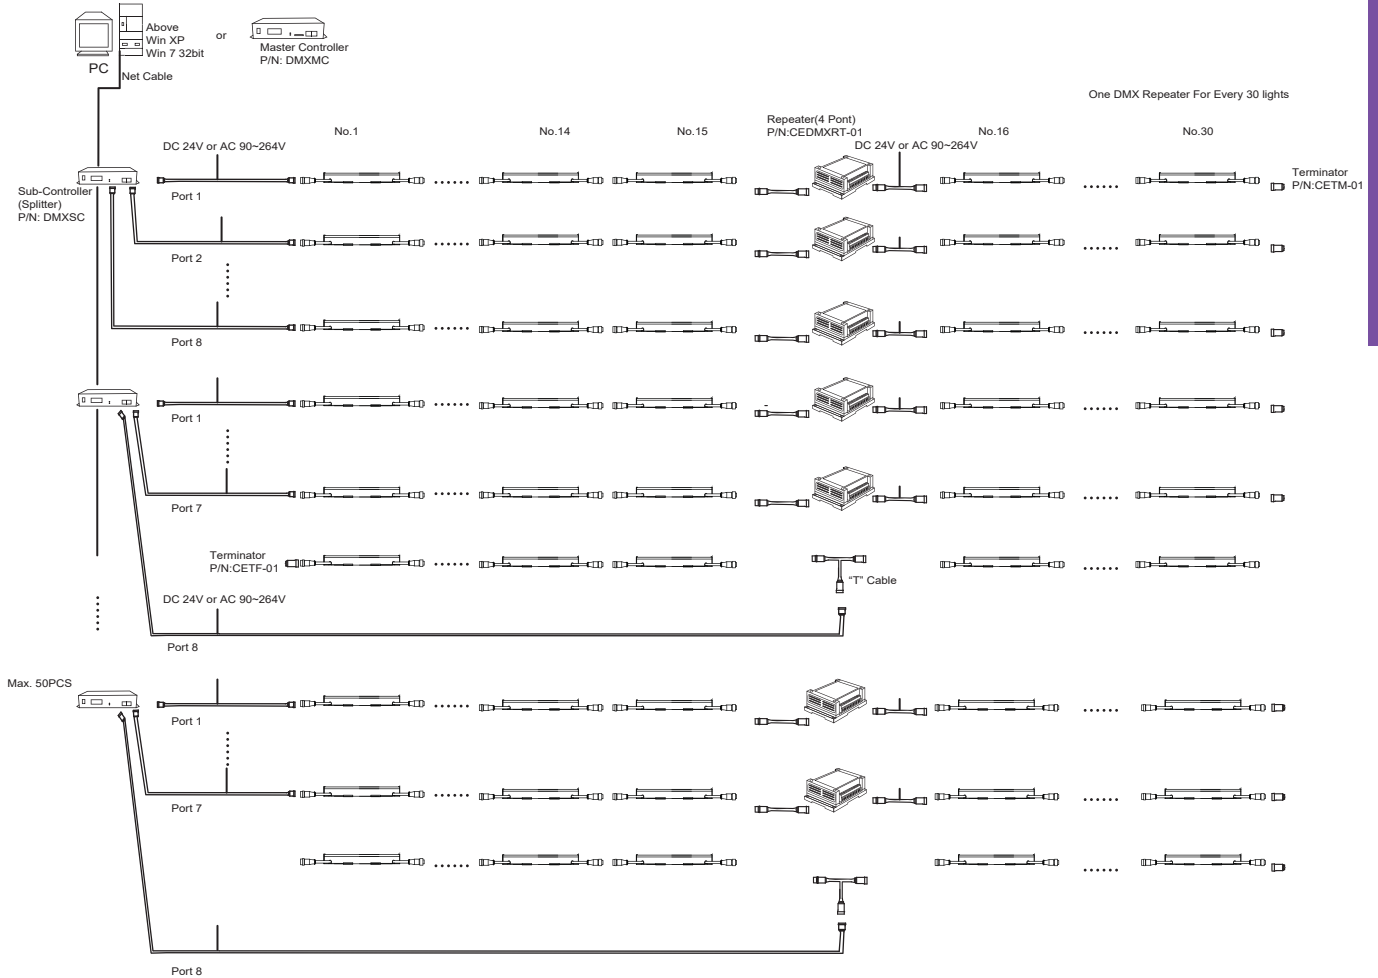 Above
Win XP
Win 7 32bit
or
Master Controller
P/N: DMXMC
PC
Net Cable
One DMX Repeater For Every 30 lights
No.1
No.14
No.15
Repeater(4 Pont)
P/N:CEDMXRT-01
No.16
No.30
DC 24V or AC 90~264V
DC 24V or AC 90~264V
Sub-Controller
(Splitter)
P/N: DMXSC
Port 1
Terminator
P/N:CETM-01
Port 2
Port 8
Port 1
Port 7
Terminator
P/N:CETF-01
"T" Cable
DC 24V or AC 90~264V
Port 8
Max. 50PCS
Port 1
Port 7
Port 8